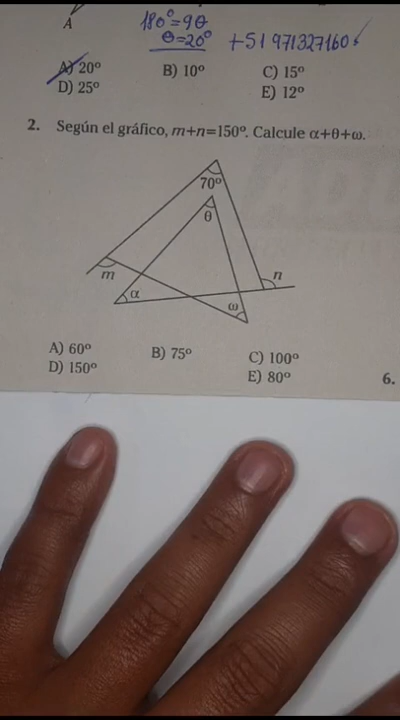 A
180°=9θ
θ=20°
+51 971327160
A) 20° B) 10° C) 15°
D) 25° E) 12°
2. Según el gráfico, m+n=150°. Calcule α+θ+ω.
70°
θ
m
n
α
ω
A) 60° B) 75° C) 100°
D) 150° E) 80°
6.